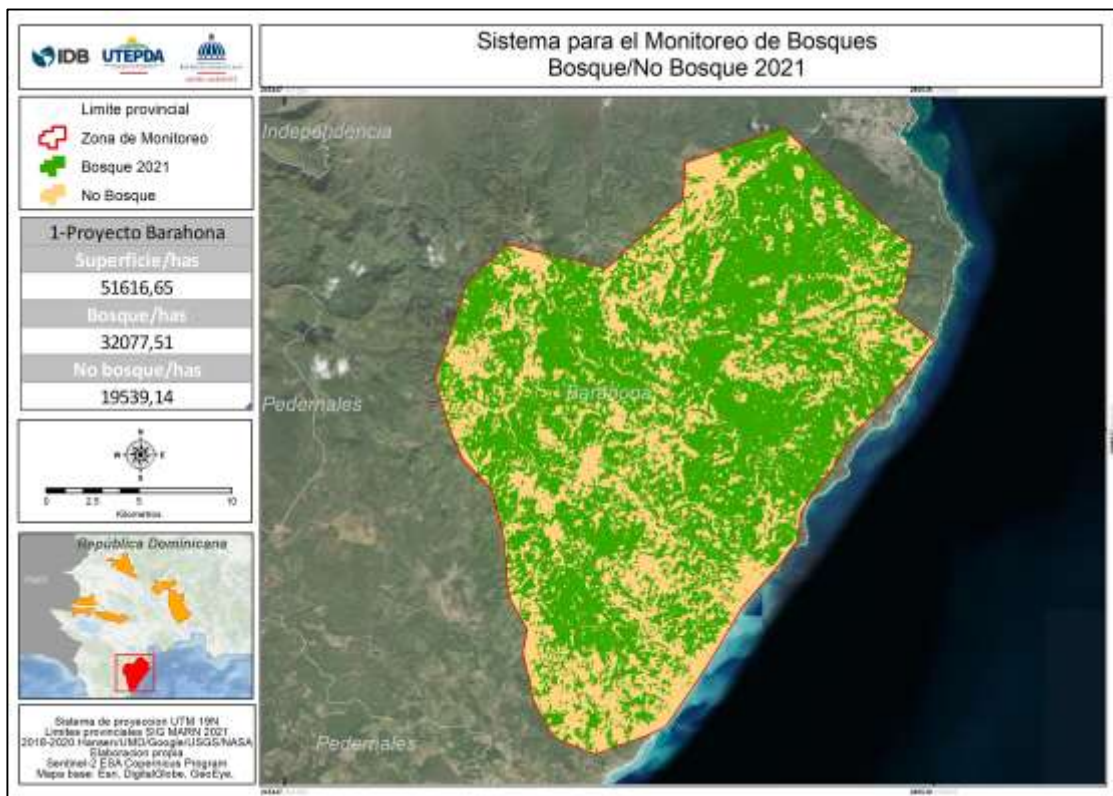 IDB
UTEPDA
Sistema para el Monitoreo de Bosques
Bosque/No Bosque 2021
Limite provincial
Zona de Monitoreo
Bosque 2021
No Bosque
1-Proyecto Barahona
Superficie/has
51616,65
Bosque/has
32077,51
No bosque/has
19539,14
N
W
E
S
0
2.5
5
10
Kilometros
República Dominicana
Sistema de proyeccion UTM 19N
Limites provinciales SIG MARN 2021
Hansen/UMD/Google/USGS/NASA
Elaboracion propia
Sentinel-2 ESA Copernicus Program
Mapa base: Esri, DigitalGlobe, GeoEye,
Independencia
Pedernales
Barahona
Pedernales